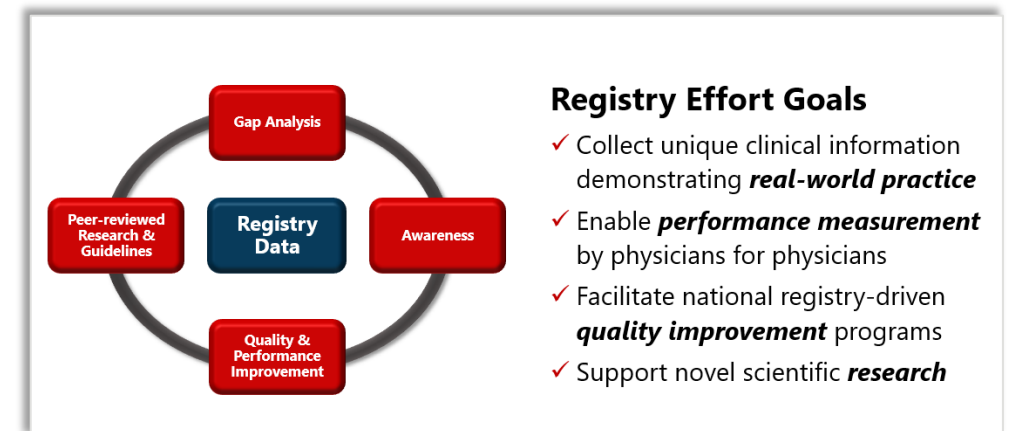 Gap Analysis
Peer-reviewed
Research &
Guidelines
Registry
Data
Awareness
Quality &
Performance
Improvement
Registry Effort Goals
✓ Collect unique clinical information
demonstrating real-world practice
✓ Enable performance measurement
by physicians for physicians
✓ Facilitate national registry-driven
quality improvement programs
✓ Support novel scientific research